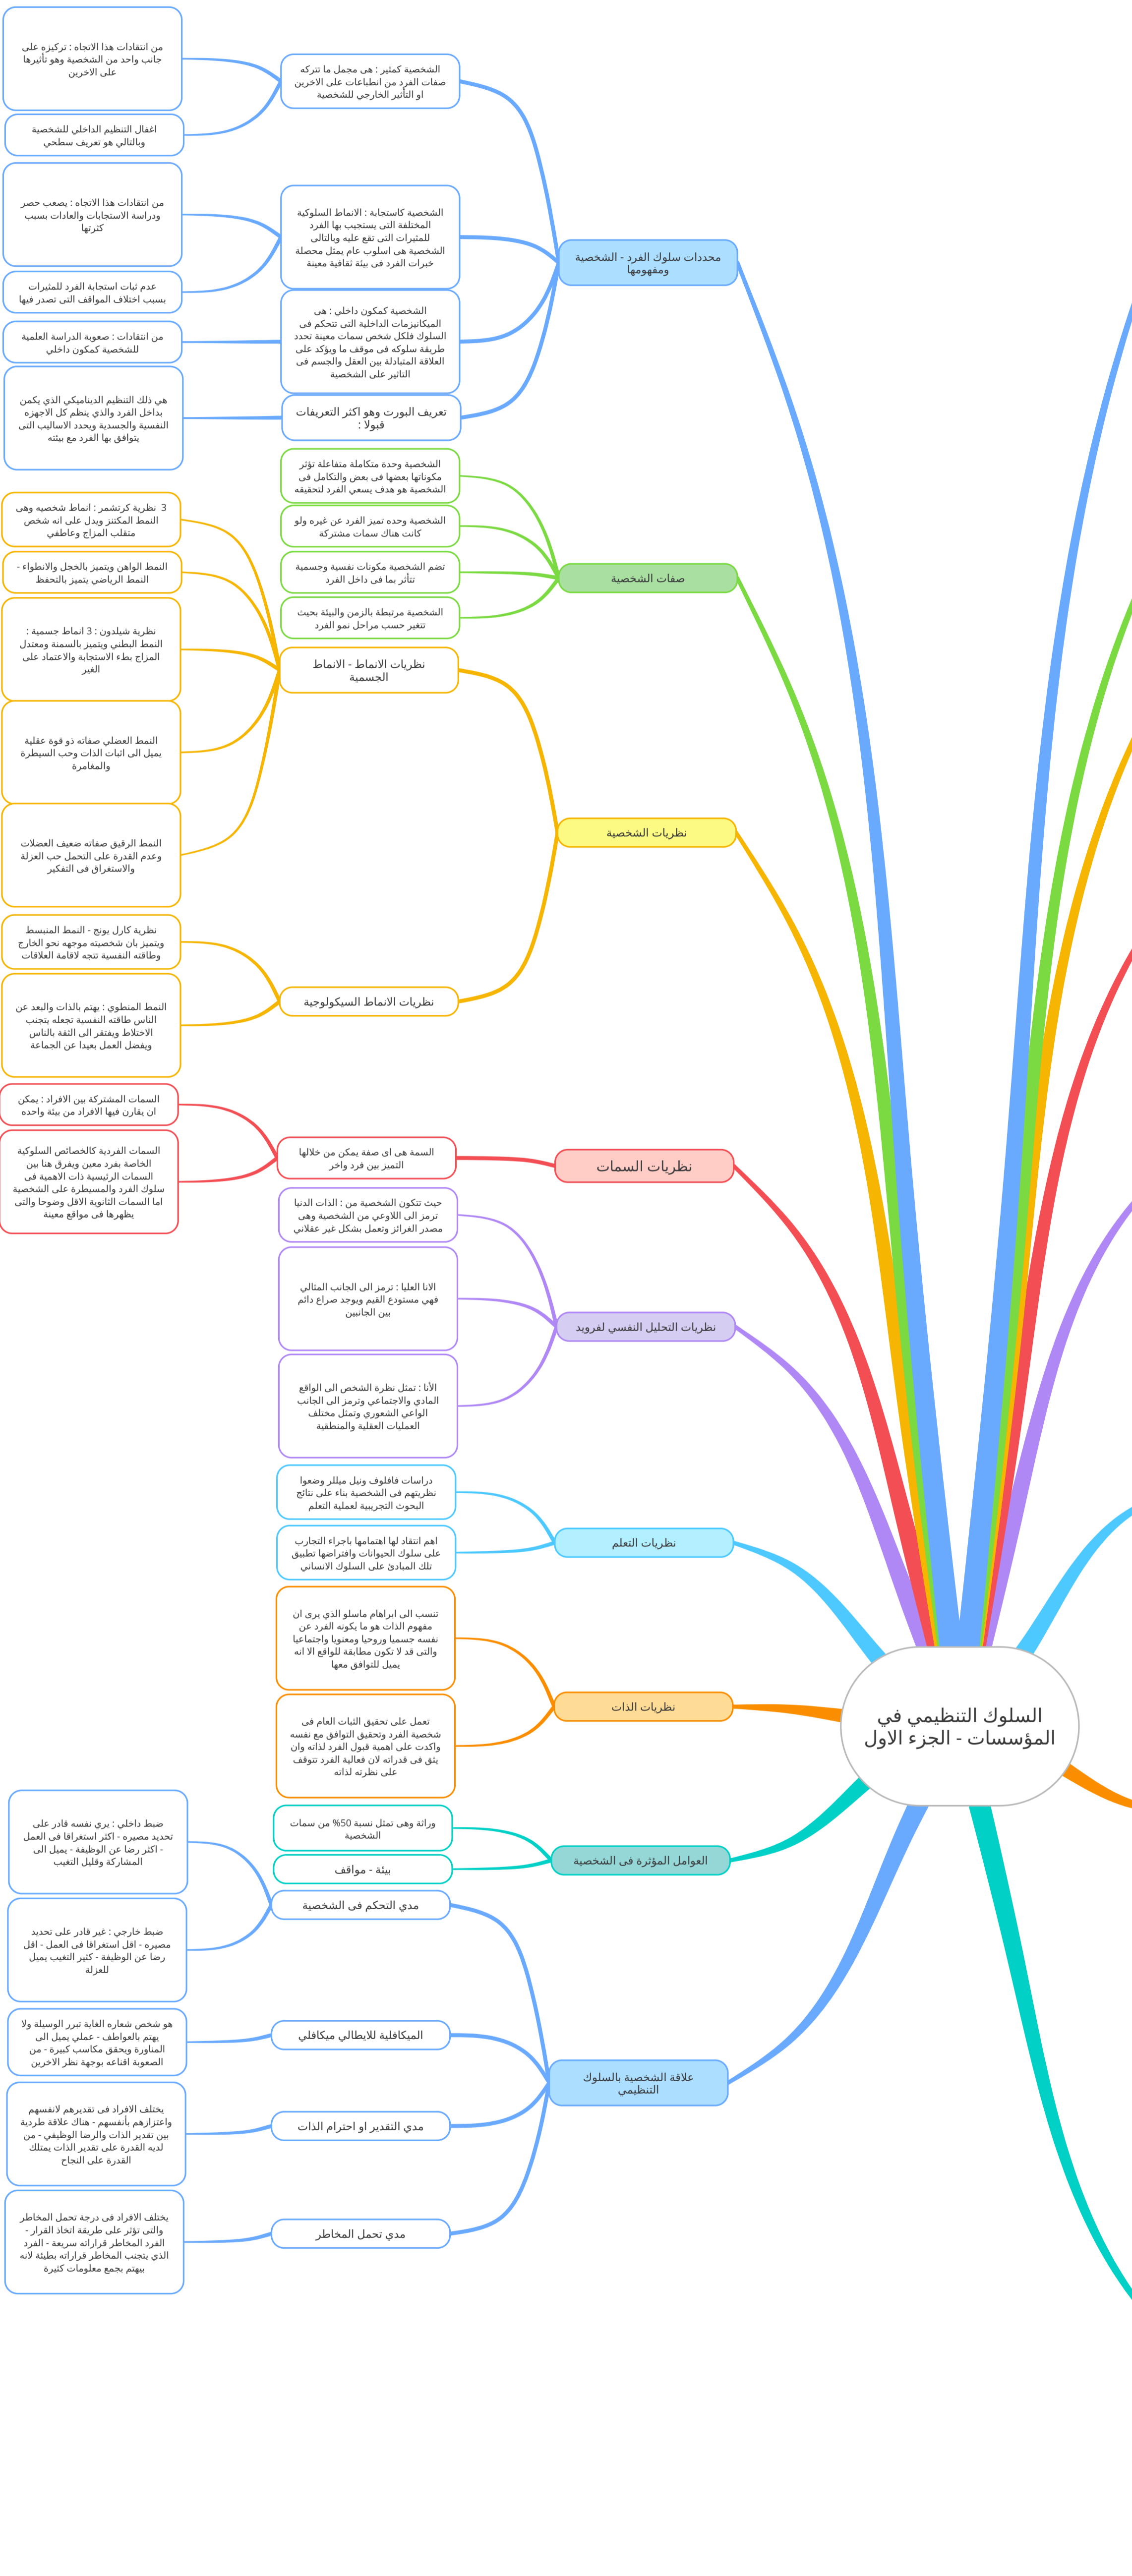 السلوك التنظيمي في
المؤسسات - الجزء الاول
محددات سلوك الفرد - الشخصية
ومفهومها
الشخصية كمثير : هى مجمل ما تتركه
صفات الفرد من انطباعات على الاخرين
او التأثير الخارجي للشخصية
من انتقادات هذا الاتجاه : تركيزه على
جانب واحد من الشخصية وهو تأثيرها
على الاخرين
اغفال التنظيم الداخلي للشخصية
وبالتالي هو تعريف سطحي
الشخصية كاستجابة : الانماط السلوكية
المختلفة التى يستجيب بها الفرد
للمثيرات التى تقع عليه وبالتالى
الشخصية هى اسلوب عام يمثل محصلة
خبرات الفرد فى بيئة ثقافية معينة
من انتقادات هذا الاتجاه : يصعب حصر
ودراسة الاستجابات والعادات بسبب
كثرتها
عدم ثبات استجابة الفرد للمثيرات
بسبب اختلاف المواقف التى تصدر فيها
الشخصية كمكون داخلي : هى
الميكانيزمات الداخلية التى تتحكم فى
السلوك فلكل شخص سمات معينة تحدد
طريقة سلوكه فى موقف ما ويؤكد على
العلاقة المتبادلة بين العقل والجسم فى
التاثير على الشخصية
من انتقادات : صعوبة الدراسة العلمية
للشخصية كمكون داخلي
تعريف البورت وهو اكثر التعريفات
قبولا :
هي ذلك التنظيم الديناميكي الذي يكمن
بداخل الفرد والذي ينظم كل الاجهزه
النفسية والجسدية ويحدد الاساليب التى
يتوافق بها الفرد مع بيئته
صفات الشخصية
الشخصية وحدة متكاملة متفاعلة تؤثر
مكوناتها بعضها فى بعض والتكامل فى
الشخصية هو هدف يسعي الفرد لتحقيقه
الشخصية وحده تميز الفرد عن غيره ولو
كانت هناك سمات مشتركة
تضم الشخصية مكونات نفسية وجسمية
تتأثر بما فى داخل الفرد
الشخصية مرتبطة بالزمن والبيئة بحيث
تتغير حسب مراحل نمو الفرد
نظريات الشخصية
نظريات الانماط - الانماط
الجسمية
3 نظرية كرتشمر : انماط شخصيه وهى
النمط المكتنز ويدل على انه شخص
متقلب المزاج وعاطفي
النمط الواهن ويتميز بالخجل والانطواء -
النمط الرياضي يتميز بالتحفظ
نظرية شيلدون : 3 انماط جسمية :
النمط البطني ويتميز بالسمنة ومعتدل
المزاج بطء الاستجابة والاعتماد على
الغير
النمط العضلي صفاته ذو قوة عقلية
يميل الى اثبات الذات وحب السيطرة
والمغامرة
النمط الرقيق صفاته ضعيف العضلات
وعدم القدرة على التحمل حب العزلة
والاستغراق فى التفكير
نظريات الانماط السيكولوجية
نظرية كارل يونج - النمط المنبسط
ويتميز بان شخصيته موجهه نحو الخارج
وطاقته النفسية تتجه لاقامة العلاقات
النمط المنطوي : يهتم بالذات والبعد عن
الناس طاقته النفسية تجعله يتجنب
الاختلاط ويفتقر الى الثقة بالناس
ويفضل العمل بعيدا عن الجماعة
نظريات السمات
السمة هى اى صفة يمكن من خلالها
التميز بين فرد واخر
السمات المشتركة بين الافراد : يمكن
ان يقارن فيها الافراد من بيئة واحده
السمات الفردية كالخصائص السلوكية
الخاصة بفرد معين ويفرق هنا بين
السمات الرئيسية ذات الاهمية فى
سلوك الفرد والمسيطرة على الشخصية
اما السمات الثانوية الاقل وضوحا والتى
يظهرها فى مواقع معينة
نظريات التحليل النفسي لفرويد
حيث تتكون الشخصية من : الذات الدنيا
ترمز الى اللاوعي من الشخصية وهى
مصدر الغرائز وتعمل بشكل غير عقلاني
الانا العليا : ترمز الى الجانب المثالي
فهي مستودع القيم ويوجد صراع دائم
بين الجانبين
الأنا : تمثل نظرة الشخص الى الواقع
المادي والاجتماعي وترمز الى الجانب
الواعي الشعوري وتمثل مختلف
العمليات العقلية والمنطقية
نظريات التعلم
دراسات فافلوف ونيل ميللر وضعوا
نظريتهم فى الشخصية بناء على نتائج
البحوث التجريبية لعملية التعلم
اهم انتقاد لها اهتمامها باجراء التجارب
على سلوك الحيوانات وافتراضها تطبيق
تلك المبادئ على السلوك الانساني
نظريات الذات
تنسب الى ابراهام ماسلو الذي يرى ان
مفهوم الذات هو ما يكونه الفرد عن
نفسه جسميا وروحيا ومعنويا واجتماعيا
والتى قد لا تكون مطابقة للواقع الا انه
يميل للتوافق معها
تعمل على تحقيق الثبات العام فى
شخصية الفرد وتحقيق التوافق مع نفسه
واكدت على اهمية قبول الفرد لذاته وان
يثق فى قدراته لان فعالية الفرد تتوقف
على نظرته لذاته
العوامل المؤثرة فى الشخصية
وراثة وهى تمثل نسبة 50% من سمات
الشخصية
بيئة - مواقف
علاقة الشخصية بالسلوك
التنظيمي
مدي التحكم فى الشخصية
ضبط داخلي : يري نفسه قادر على
تحديد مصيره - اكثر استغراقا فى العمل
- اكثر رضا عن الوظيفة - يميل الى
المشاركة وقليل التغيب
ضبط خارجي : غير قادر على تحديد
مصيره - اقل استغراقا فى العمل - اقل
رضا عن الوظيفة - كثير التغيب يميل
للعزلة
الميكافلية للايطالي ميكافلي
هو شخص شعاره الغاية تبرر الوسيلة ولا
يهتم بالعواطف - عملي يميل الى
المناورة ويحقق مكاسب كبيرة - من
الصعوبة اقناعه بوجهة نظر الاخرين
مدي التقدير او احترام الذات
يختلف الافراد فى تقديرهم لانفسهم
واعتزازهم بأنفسهم - هناك علاقة طردية
بين تقدير الذات والرضا الوظيفي - من
لديه القدرة على تقدير الذات يمتلك
القدرة على النجاح
مدي تحمل المخاطر
يختلف الافراد فى درجة تحمل المخاطر
والتى تؤثر على طريقة اتخاذ القرار -
الفرد المخاطر قراراته سريعة - الفرد
الذي يتجنب المخاطر قراراته بطيئة لانه
بيهتم بجمع معلومات كثيرة